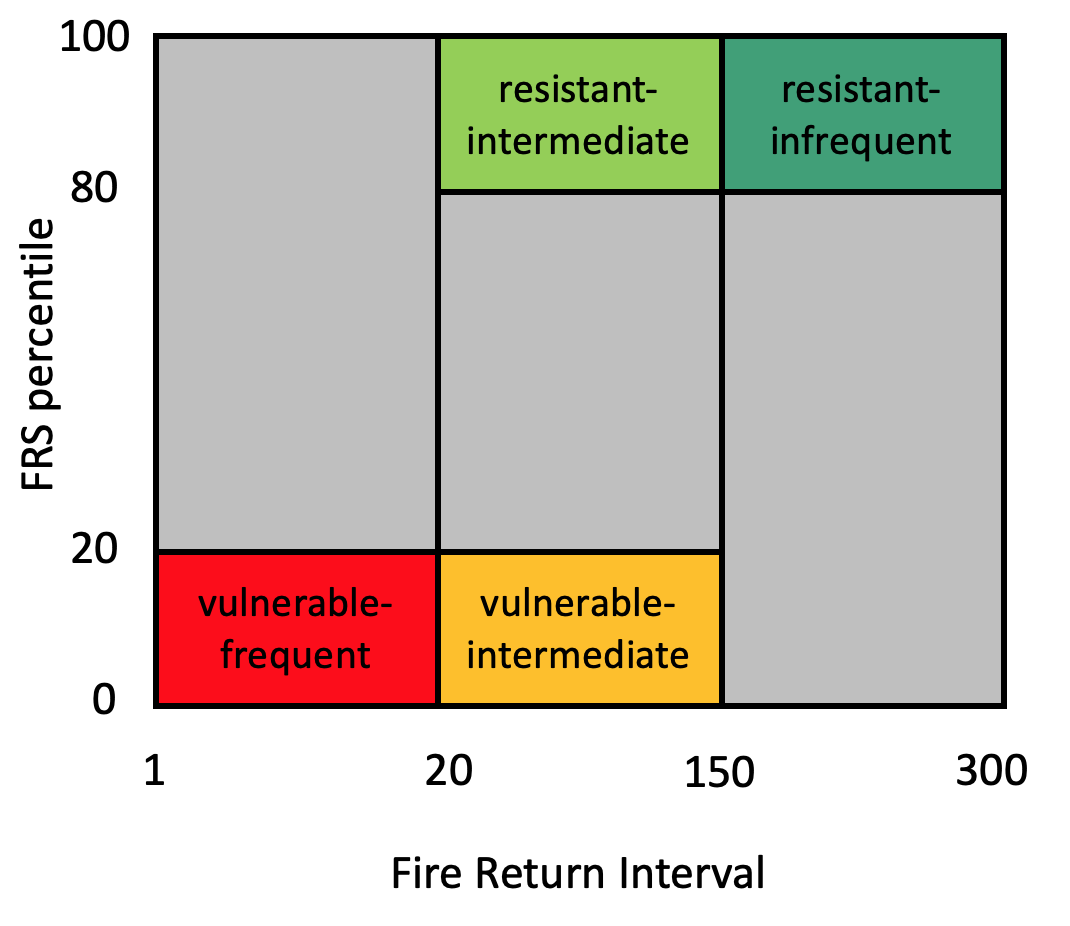 100
resistant-
intermediate
resistant-
infrequent
80
FRS percentile
20
vulnerable-
frequent
vulnerable-
intermediate
0
1
20
150
300
Fire Return Interval